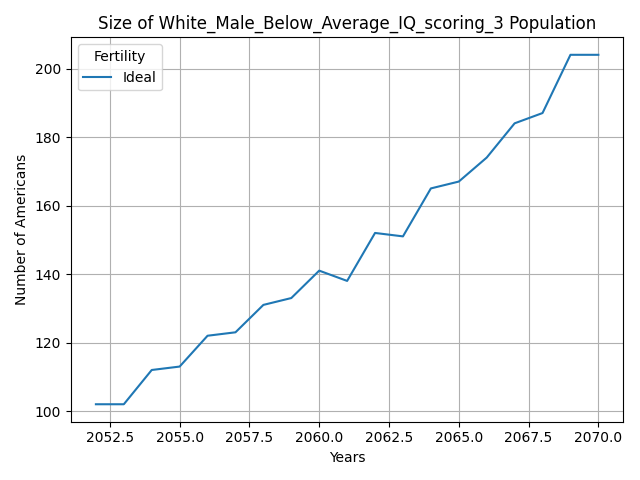 Size of White_Male_Below_Average_IQ_scoring_3 Population
Fertility
Ideal
Number of Americans
200
180
160
140
120
100
2052.5 2055.0 2057.5 2060.0 2062.5 2065.0 2067.5 2070.0
Years